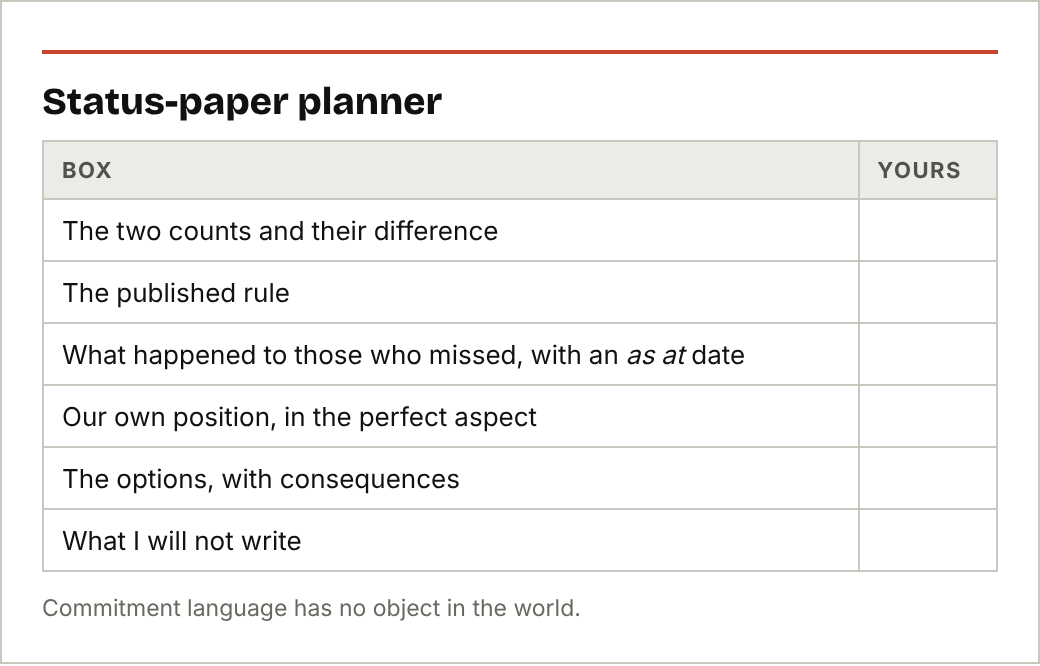 Status-paper planner
BOX
YOURS
The two counts and their difference
The published rule
What happened to those who missed, with an as at date
Our own position, in the perfect aspect
The options, with consequences
What I will not write
Commitment language has no object in the world.